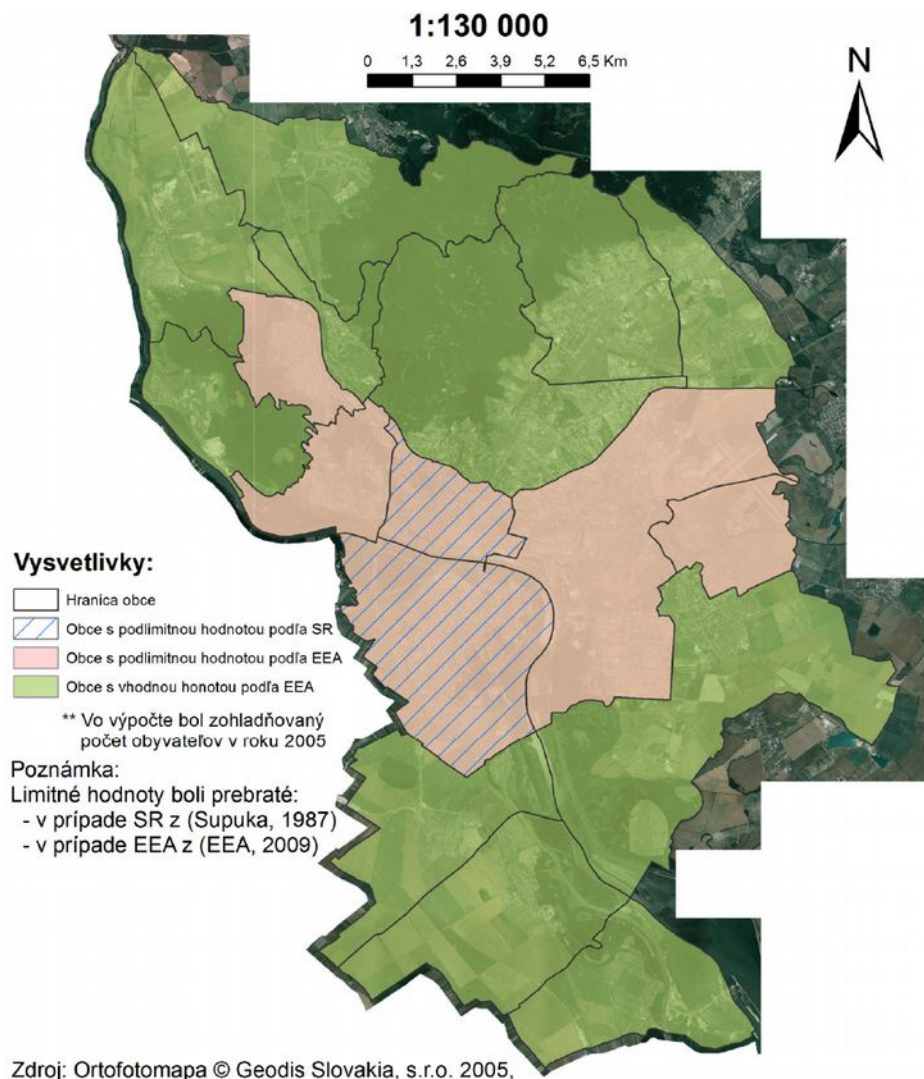 1:130 000
0 1,3 2,6 3,9 5,2 6,5 Km
N
Vysvetlivky:
Hranica obce
Obce s podlimitnou hodnotou podľa SR
Obce s podlimitnou hodnotou podľa EEA
Obce s vhodnou honotou podľa EEA
** Vo výpočte bol zohladňovaný
počet obyvateľov v roku 2005
Poznámka:
Limitné hodnoty boli prebraté:
- v prípade SR z (Supuka, 1987)
- v prípade EEA z (EEA, 2009)
Zdroj: Ortofotomapa © Geodis Slovakia, s.r.o. 2005,